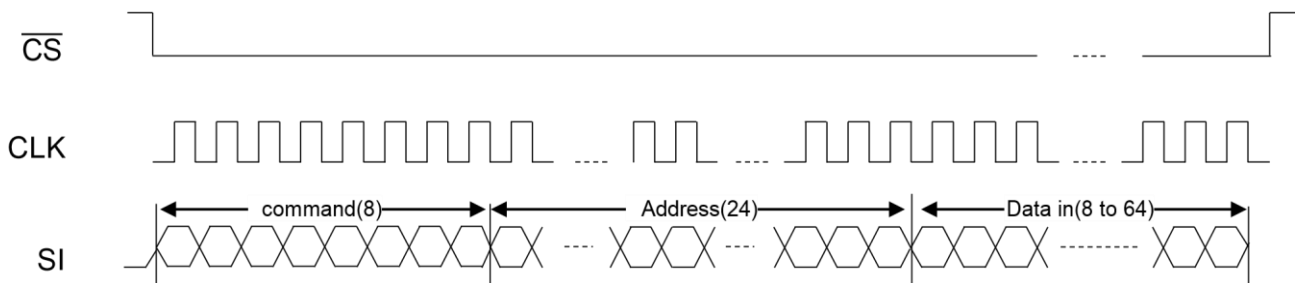 CS
CLK
command(8) Address(24) Data in(8 to 64)
SI